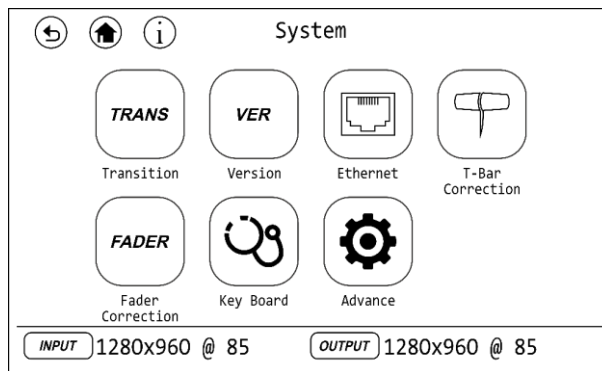 i System
TRANS VER
Transition Version Ethernet T-Bar
Correction
FADER
Fader Key Board Advance
Correction
INPUT 1280x960 @ 85 OUTPUT 1280x960 @ 85